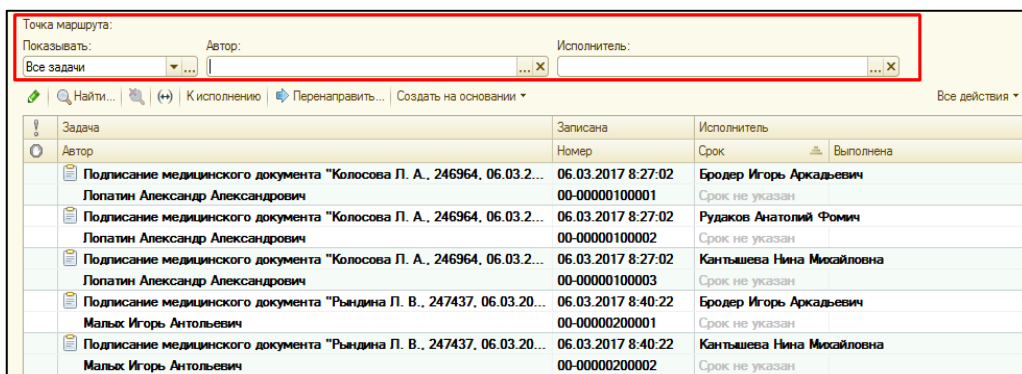 Точка маршрута:
Показывать: Автор: Исполнитель:
Все задачи
Найти... К исполнению Перенаправить... Создать на основании Все действия
Задача Записана Исполнитель
Автор Номер Срок Выполнена
Подписание медицинского документа "Колосова Л. А., 246964, 06.03.2... 06.03.2017 8:27:02 Бродер Игорь Аркадьевич
Лопатин Александр Александрович 00-00000100001 Срок не указан
Подписание медицинского документа "Колосова Л. А., 246964, 06.03.2... 06.03.2017 8:27:02 Рудаков Анатолий Фомич
Лопатин Александр Александрович 00-00000100002 Срок не указан
Подписание медицинского документа "Колосова Л. А., 246964, 06.03.2... 06.03.2017 8:27:02 Кантышева Нина Михайловна
Лопатин Александр Александрович 00-00000100003 Срок не указан
Подписание медицинского документа "Рындина Л. В., 247437, 06.03.20... 06.03.2017 8:40:22 Бродер Игорь Аркадьевич
Малых Игорь Антольевич 00-00000200001 Срок не указан
Подписание медицинского документа "Рындина Л. В., 247437, 06.03.20... 06.03.2017 8:40:22 Кантышева Нина Михайловна
Малых Игорь Антольевич 00-00000200002 Срок не указан